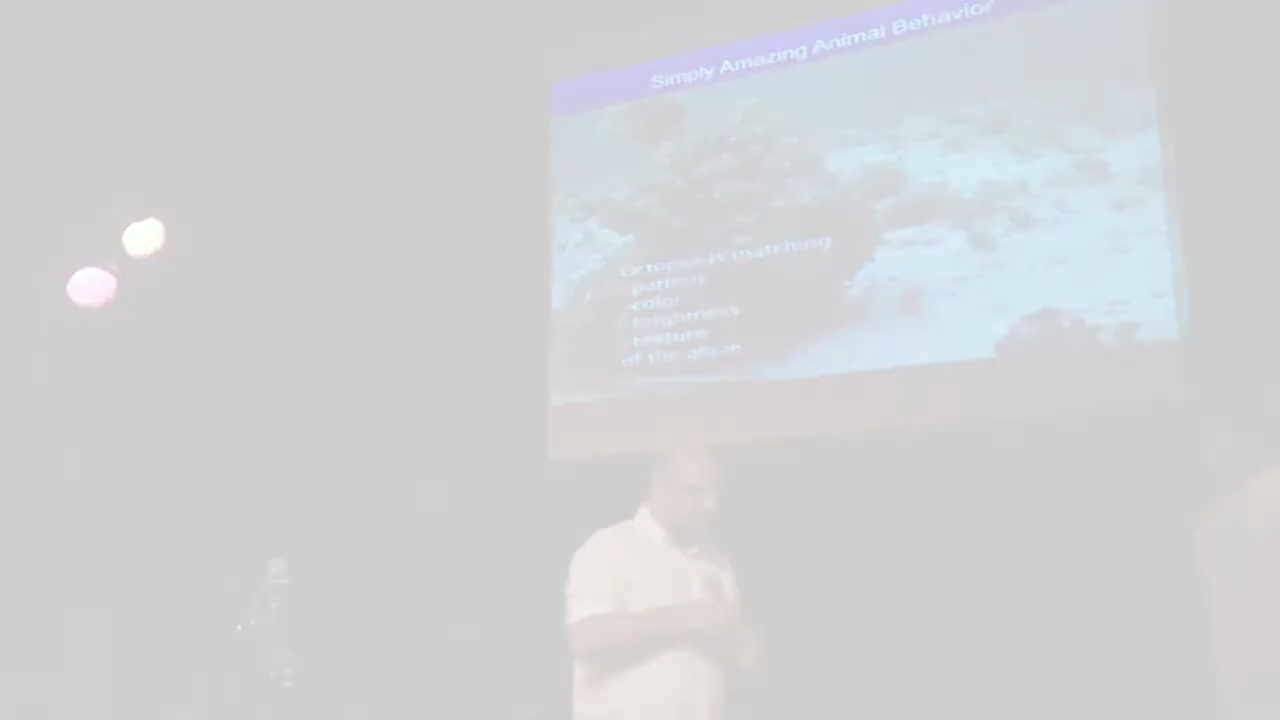 Simply Amazing Animal Behavior
Octopus is matching
pattern
color
brightness
texture
of the algae